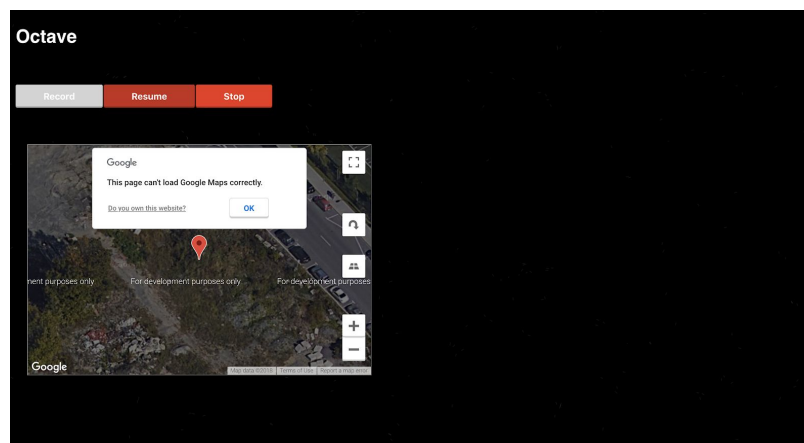 Octave
Record Resume Stop
Google
This page can't load Google Maps correctly.
Do you own this website? OK
ment purposes only For development purposes only For development purposes
Google
Map data ©2018 Terms of Use Report a map error